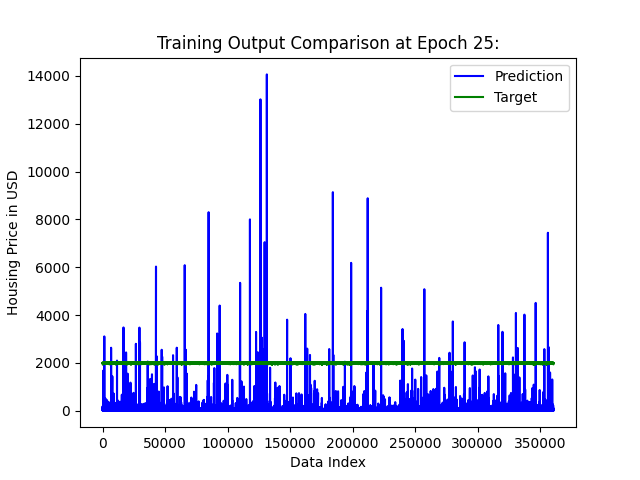 Training Output Comparison at Epoch 25:
Prediction
Target
14000
12000
10000
8000
6000
4000
2000
0
Housing Price in USD
0 50000 100000 150000 200000 250000 300000 350000
Data Index